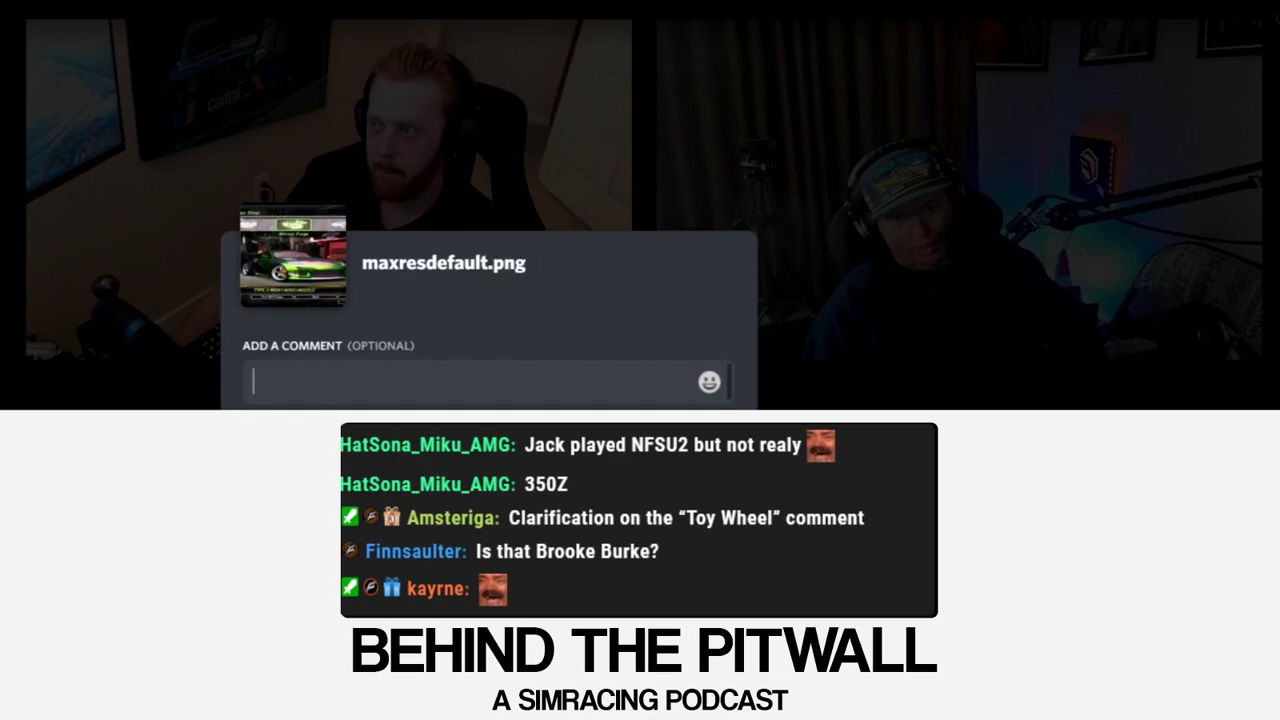 Castrol
maxresdefault.png
ADD A COMMENT (OPTIONAL)
HatSona_Miku_AMG: Jack played NFSU2 but not realy
HatSona_Miku_AMG: 350Z
Amsteriga: Clarification on the “Toy Wheel” comment
Finnsaulter: Is that Brooke Burke?
kayrne:
BEHIND THE PITWALL
A SIMRACING PODCAST